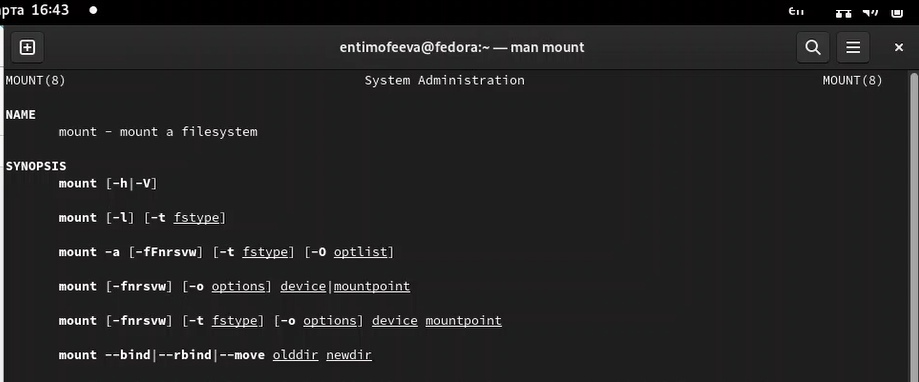 рта 16:43 en
entimofeeva@fedora:~ — man mount
MOUNT(8) System Administration MOUNT(8)
NAME
mount - mount a filesystem
SYNOPSIS
mount [-h|-V]
mount [-l] [-t fstype]
mount -a [-fFnrsvw] [-t fstype] [-O optlist]
mount [-fnrsvw] [-o options] device|mountpoint
mount [-fnrsvw] [-t fstype] [-o options] device mountpoint
mount --bind|--rbind|--move olddir newdir